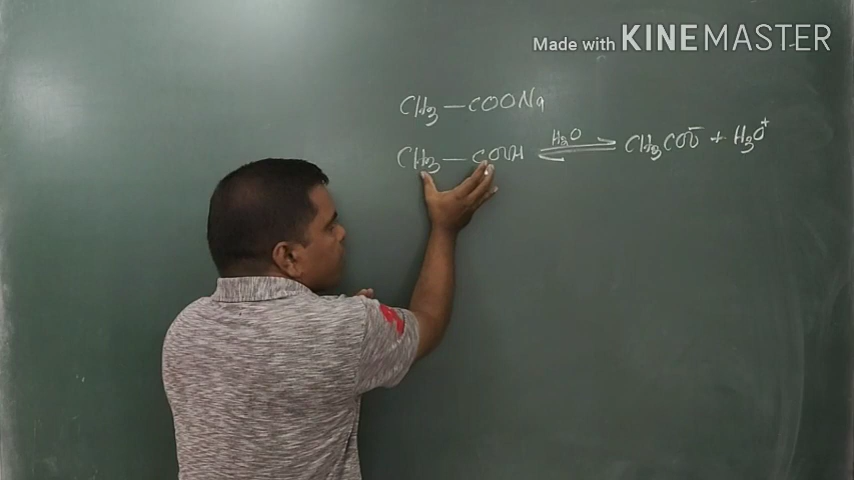 Made with KINEMASTER
CH3 — COONa
CH3 — COOH ⇌ H2O CH3COO⁻ + H3O⁺